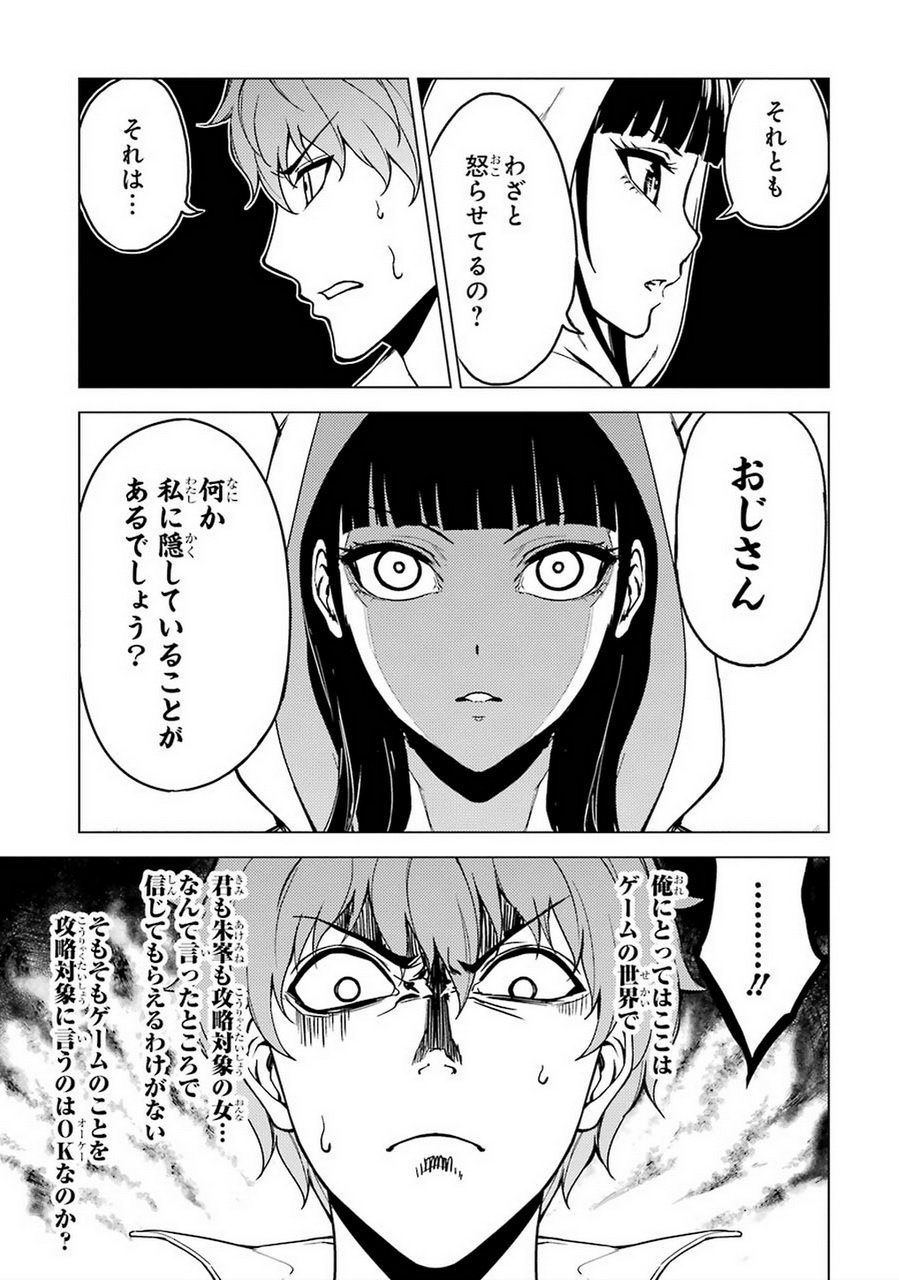 それとも
わざと
怒らせてるの？
それは…
おじさん
何か
私に隠していることが
あるでしょう？
……!!
俺にとってはここは
ゲームの世界で
君も朱峯も攻略対象の女…
なんて言ったところで
信じてもらえるわけがない
そもそもゲームのことを
攻略対象に言うのはOKなのか？